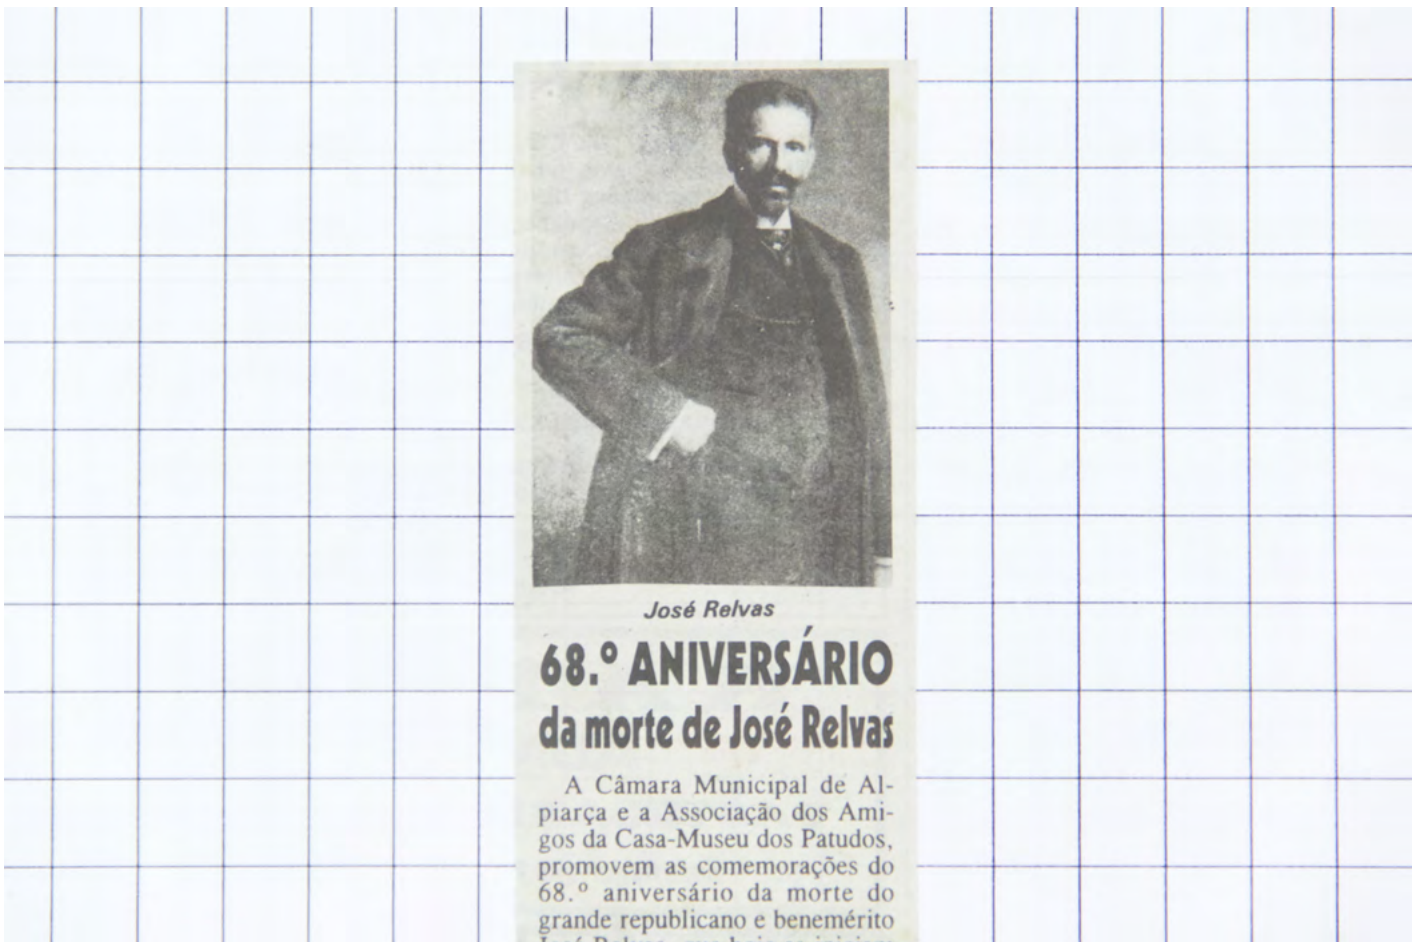 José Relvas
68.º ANIVERSÁRIO
da morte de José Relvas
A Câmara Municipal de Al-
piarça e a Associação dos Ami-
gos da Casa-Museu dos Patudos,
promovem as comemorações do
68.º aniversário da morte do
grande republicano e benemérito